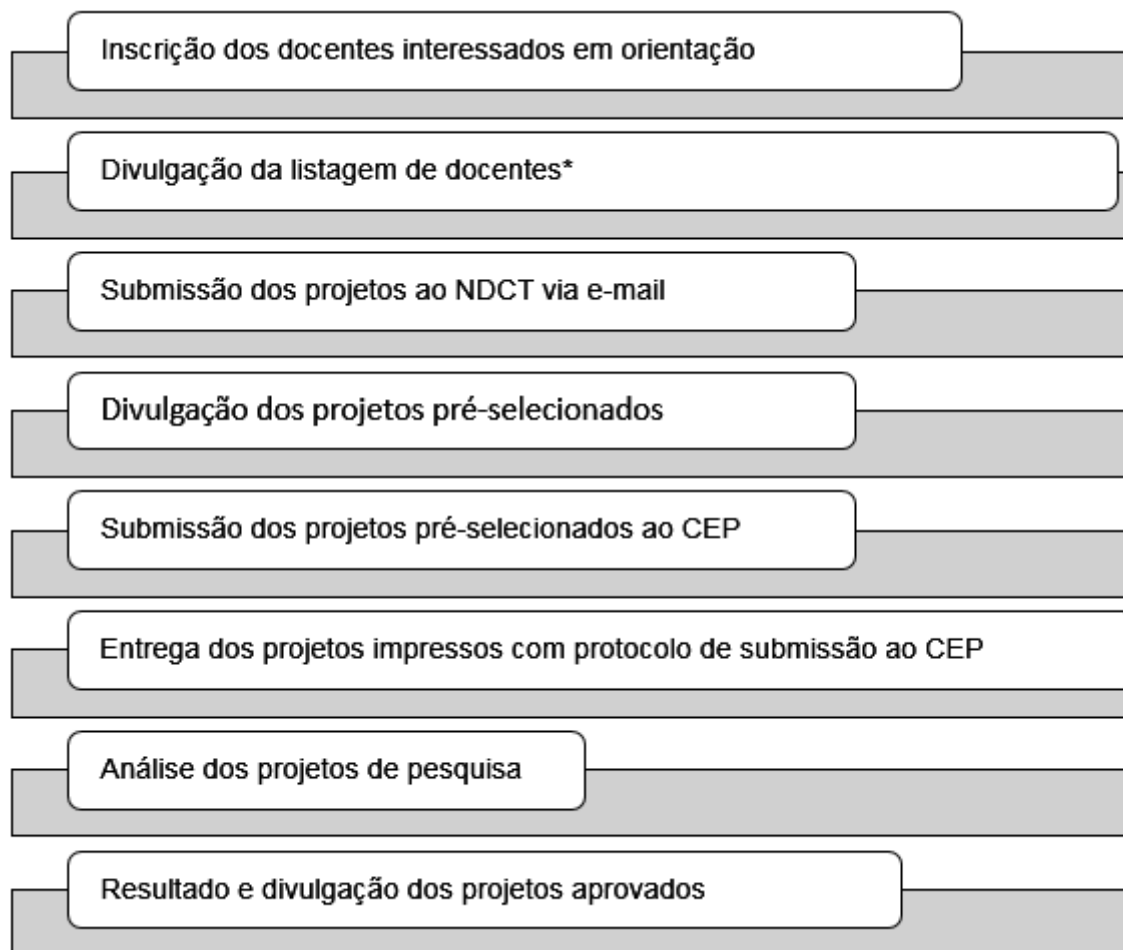 Inscrição dos docentes interessados em orientação
Divulgação da listagem de docentes*
Submissão dos projetos ao NDCT via e-mail
Divulgação dos projetos pré-selecionados
Submissão dos projetos pré-selecionados ao CEP
Entrega dos projetos impressos com protocolo de submissão ao CEP
Análise dos projetos de pesquisa
Resultado e divulgação dos projetos aprovados